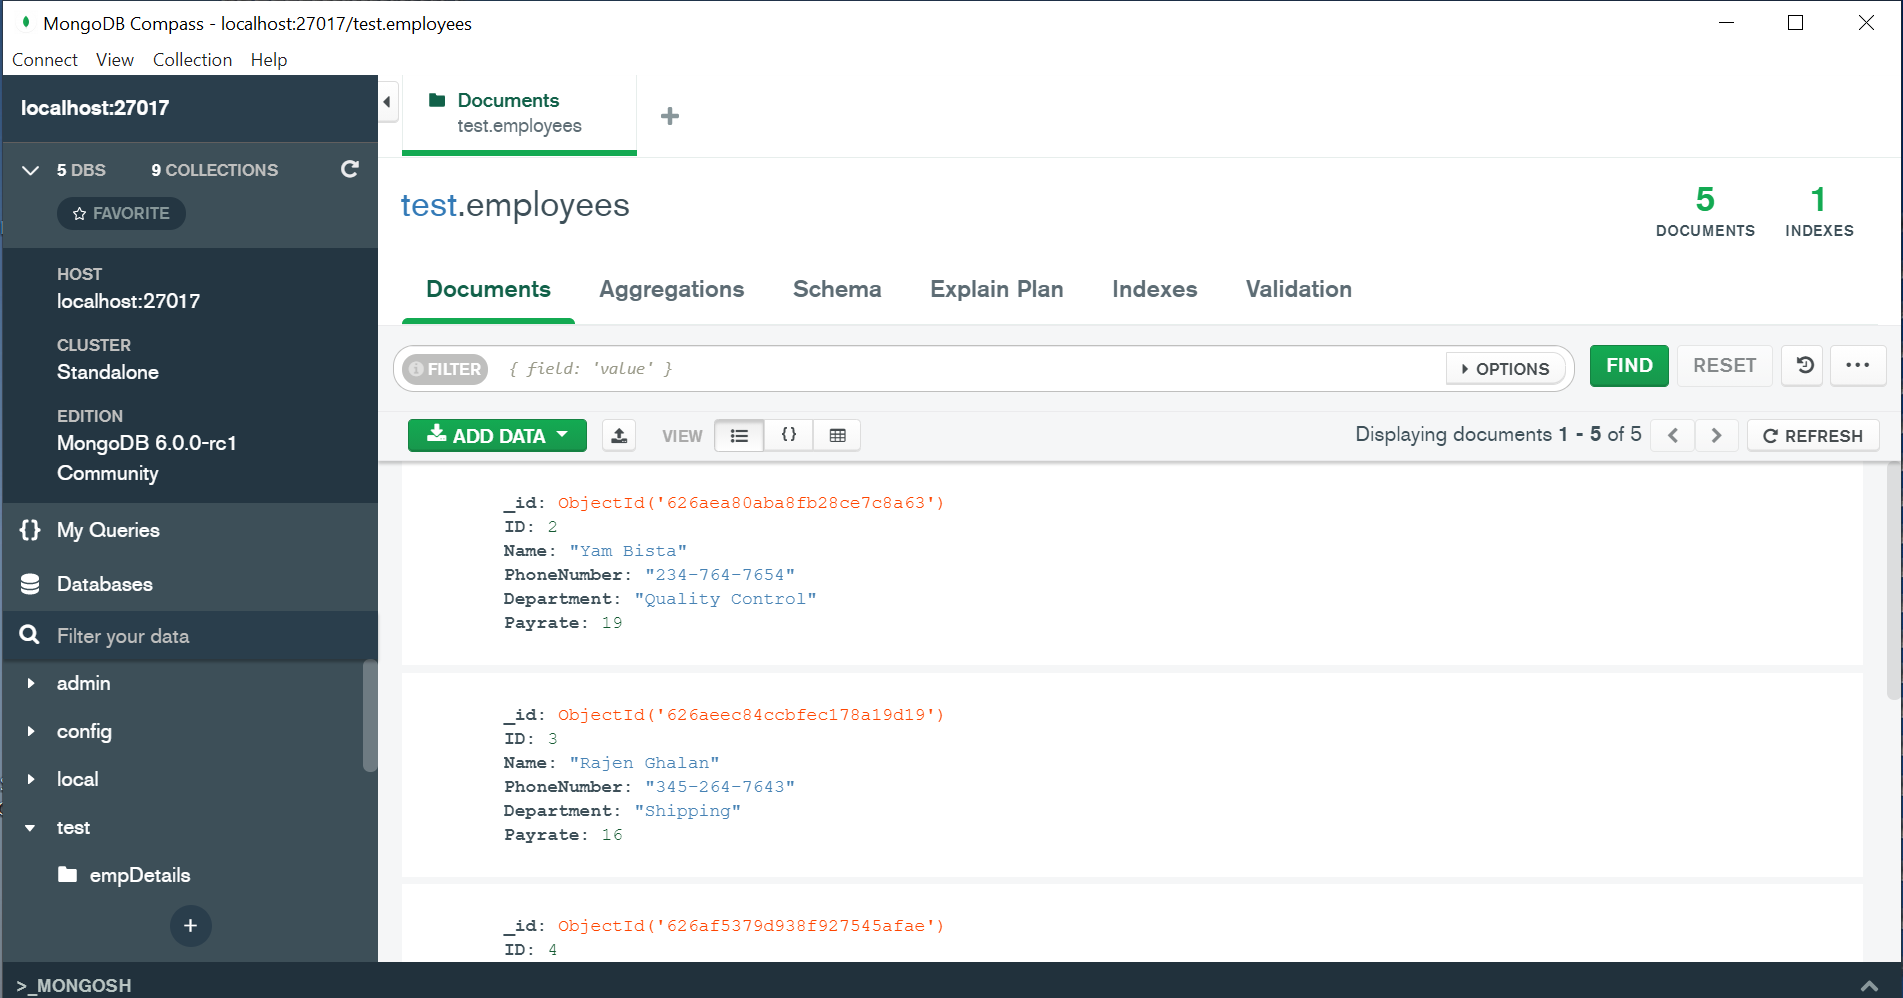 MongoDB Compass - localhost:27017/test.employees
Connect View Collection Help
localhost:27017
5 DBS 9 COLLECTIONS
FAVORITE
HOST
localhost:27017
CLUSTER
Standalone
EDITION
MongoDB 6.0.0-rc1
Community
{} My Queries
Databases
Filter your data
admin
config
local
test
empDetails
+
Documents
test.employees
+
test.employees
5
DOCUMENTS
1
INDEXES
Documents Aggregations Schema Explain Plan Indexes Validation
FILTER { field: 'value' } OPTIONS FIND RESET ...
ADD DATA VIEW {} Displaying documents 1 - 5 of 5 < > REFRESH
_id: ObjectId('626aea80aba8fb28ce7c8a63')
ID: 2
Name: "Yam Bista"
PhoneNumber: "234-764-7654"
Department: "Quality Control"
Payrate: 19
_id: ObjectId('626aeec84ccbfec178a19d19')
ID: 3
Name: "Rajen Ghalan"
PhoneNumber: "345-264-7643"
Department: "Shipping"
Payrate: 16
_id: ObjectId('626af5379d938f927545afae')
ID: 4
>_MONGOSH